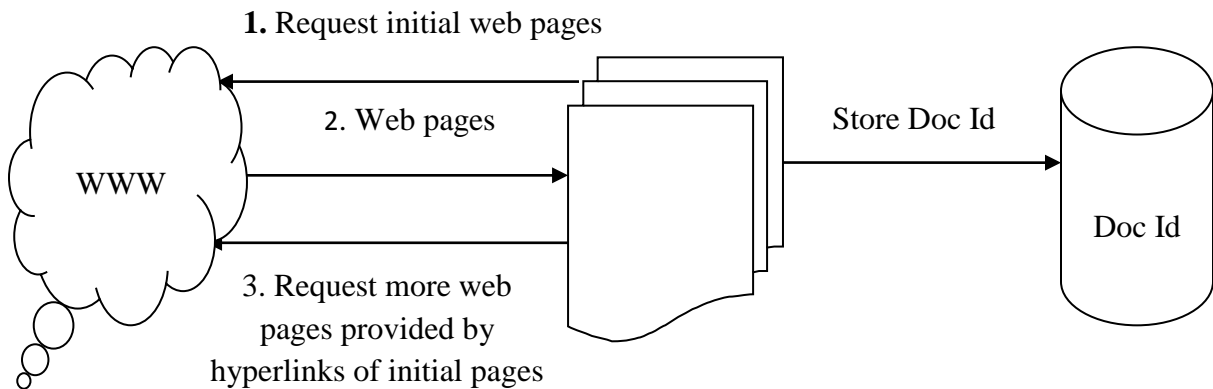 1. Request initial web pages
2. Web pages
Store Doc Id
WWW
Doc Id
3. Request more web
pages provided by
hyperlinks of initial pages